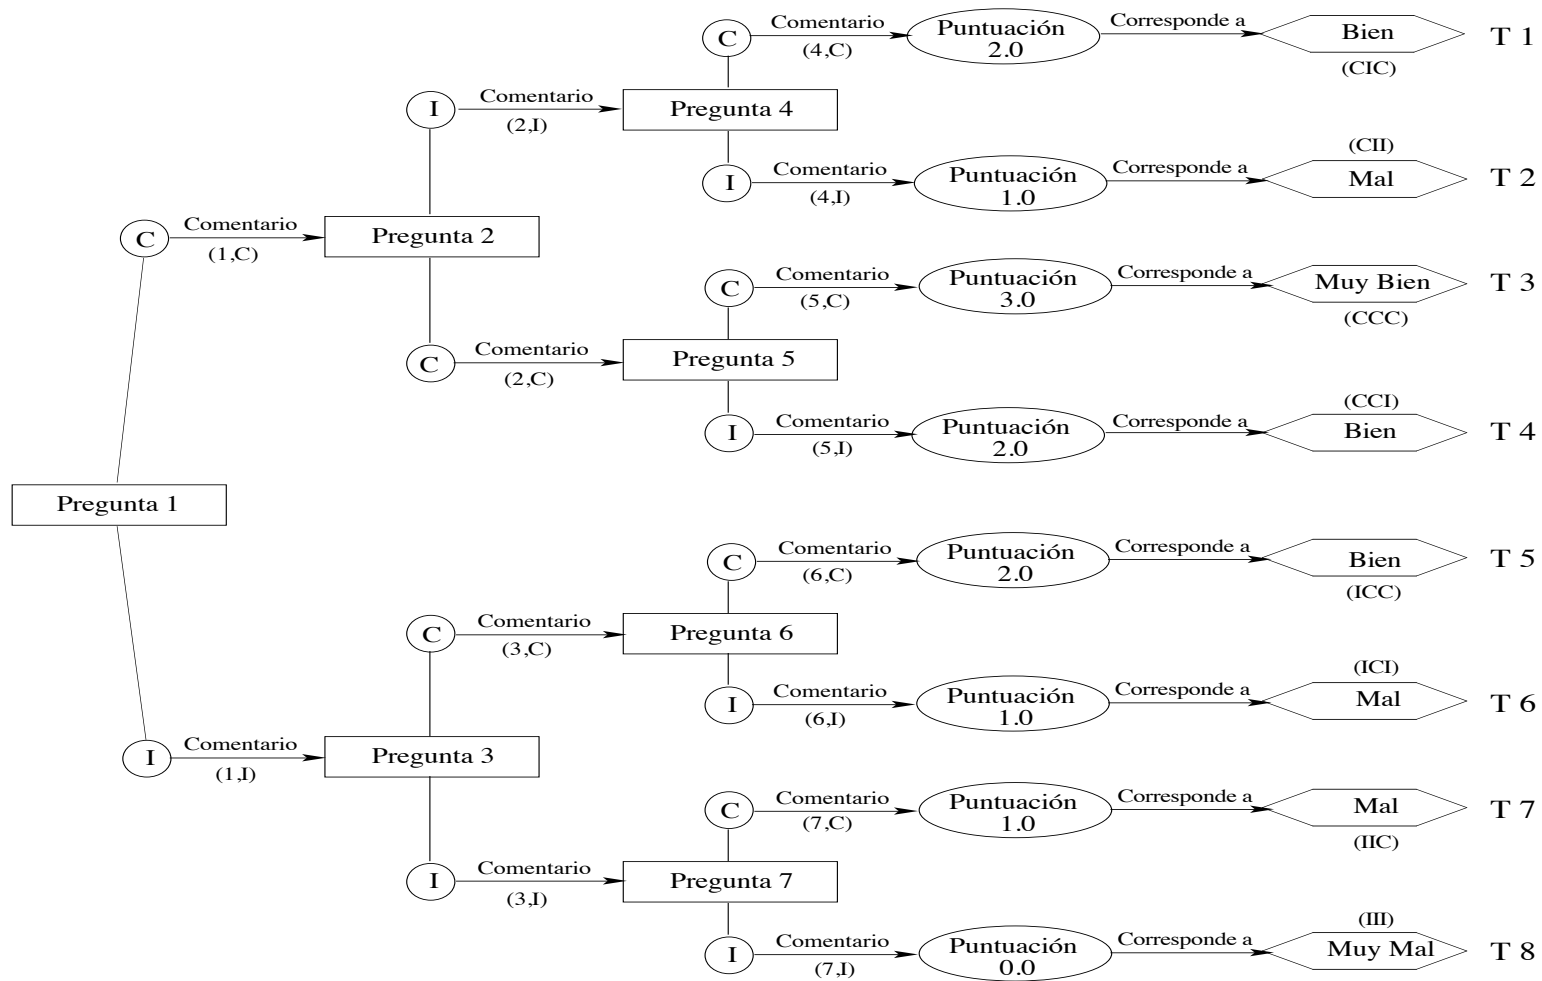 C
Comentario
(4,C)
Puntuación
2.0
Corresponde a
Bien
(CIC)
T 1
I
Comentario
(2,I)
Pregunta 4
I
Comentario
(4,I)
Puntuación
1.0
Corresponde a
(CII)
Mal
T 2
C
Comentario
(1,C)
Pregunta 2
C
Comentario
(5,C)
Puntuación
3.0
Corresponde a
Muy Bien
(CCC)
T 3
C
Comentario
(2,C)
Pregunta 5
I
Comentario
(5,I)
Puntuación
2.0
Corresponde a
(CCI)
Bien
T 4
Pregunta 1
C
Comentario
(6,C)
Puntuación
2.0
Corresponde a
Bien
(ICC)
T 5
C
Comentario
(3,C)
Pregunta 6
I
Comentario
(6,I)
Puntuación
1.0
Corresponde a
(ICI)
Mal
T 6
I
Comentario
(1,I)
Pregunta 3
C
Comentario
(7,C)
Puntuación
1.0
Corresponde a
Mal
(IIC)
T 7
I
Comentario
(3,I)
Pregunta 7
I
Comentario
(7,I)
Puntuación
0.0
Corresponde a
(III)
Muy Mal
T 8